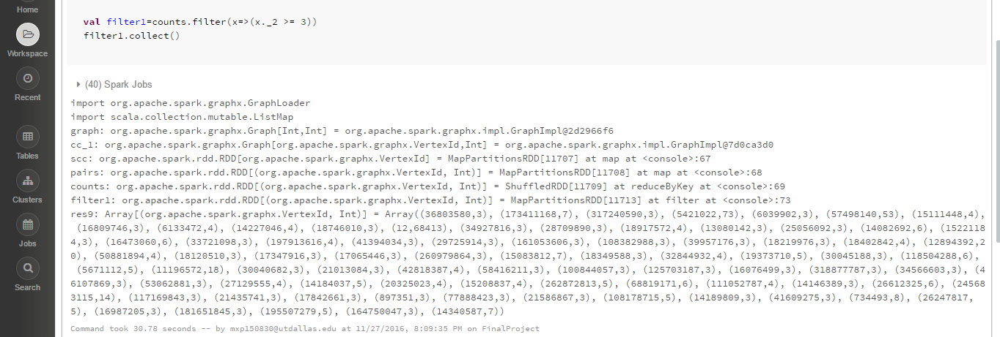 Home
Workspace
Recent
Tables
Clusters
Jobs
Search
val filter1=counts.filter(x=>(x._2 >= 3))
filter1.collect()
(40) Spark Jobs
import org.apache.spark.graphx.GraphLoader
import scala.collection.mutable.ListMap
graph: org.apache.spark.graphx.Graph[Int,Int] = org.apache.spark.graphx.impl.GraphImpl@2d2966f6
cc_1: org.apache.spark.graphx.Graph[org.apache.spark.graphx.VertexId,Int] = org.apache.spark.graphx.impl.GraphImpl@7d0ca3d0
scc: org.apache.spark.rdd.RDD[org.apache.spark.graphx.VertexId] = MapPartitionsRDD[11707] at map at <console>:67
pairs: org.apache.spark.rdd.RDD[(org.apache.spark.graphx.VertexId, Int)] = MapPartitionsRDD[11708] at map at <console>:68
counts: org.apache.spark.rdd.RDD[(org.apache.spark.graphx.VertexId, Int)] = ShuffledRDD[11709] at reduceByKey at <console>:69
filter1: org.apache.spark.rdd.RDD[(org.apache.spark.graphx.VertexId, Int)] = MapPartitionsRDD[11713] at filter at <console>:73
res9: Array[(org.apache.spark.graphx.VertexId, Int)] = Array((36803580,3), (173411168,7), (317240590,3), (5421022,73), (6039902,3), (57498140,53), (15111448,4),
(16809746,3), (6133472,4), (14227046,4), (18746010,3), (12,68413), (34927816,3), (28709890,3), (18917572,4), (13080142,3), (25056092,3), (14082692,6), (1522118
4,3), (16473060,6), (33721098,3), (197913616,4), (41394034,3), (29725914,3), (161053606,3), (108382988,3), (39957176,3), (18219976,3), (18402842,4), (12894392,2
0), (50881894,4), (18120510,3), (17347916,3), (17065446,3), (260979864,3), (15083812,7), (18349588,3), (32844932,4), (19373710,5), (30045188,3), (118504288,6),
(5671112,5), (11196572,18), (30040682,3), (21013084,3), (42818387,4), (58416211,3), (100844057,3), (125703187,3), (16076499,3), (318877787,3), (34566603,3), (4
6107869,3), (53062881,3), (27129555,4), (14184037,5), (20325023,4), (15208837,4), (262872813,5), (68819171,6), (111052787,4), (14146389,3), (26612325,6), (24568
3115,14), (117169843,3), (21435741,3), (17842661,3), (897351,3), (77888423,3), (21586867,3), (108178715,5), (14189809,3), (41609275,3), (734493,8), (26247817,
5), (16987205,3), (181651845,3), (195507279,5), (164750047,3), (14340587,7))
Command took 30.78 seconds -- by mxp150830@utdallas.edu at 11/27/2016, 8:09:35 PM on FinalProject